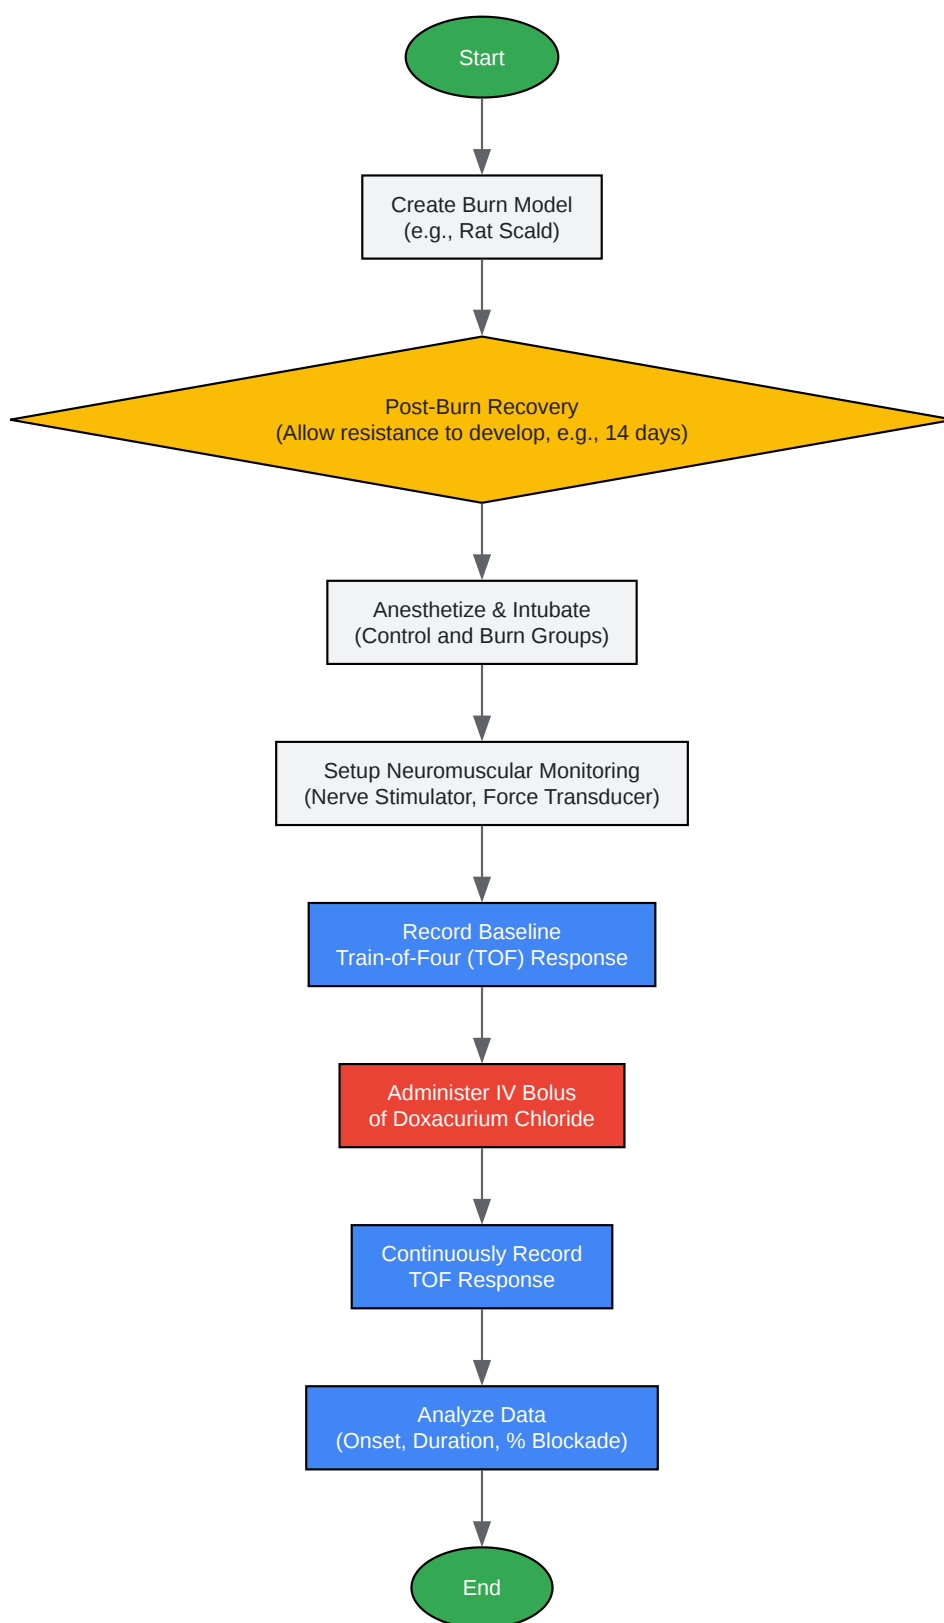 Start
Create Burn Model
(e.g., Rat Scald)
Post-Burn Recovery
(Allow resistance to develop, e.g., 14 days)
Anesthetize & Intubate
(Control and Burn Groups)
Setup Neuromuscular Monitoring
(Nerve Stimulator, Force Transducer)
Record Baseline
Train-of-Four (TOF) Response
Administer IV Bolus
of Doxacurium Chloride
Continuously Record
TOF Response
Analyze Data
(Onset, Duration, % Blockade)
End